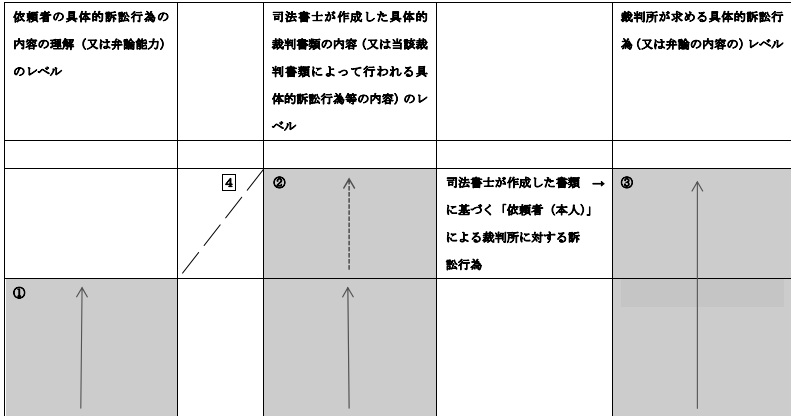 依頼者の具体的訴訟行為の
内容の理解（又は弁論能力）
のレベル
司法書士が作成した具体的
裁判書類の内容（又は当該裁
判書類によって行われる具
体的訴訟行為等の内容）のレ
ベル
裁判所が求める具体的訴訟行
為（又は弁論の内容の）レベル
4
②
司法書士が作成した書類　→
に基づく「依頼者（本人）」
による裁判所に対する訴
訟行為
③
①